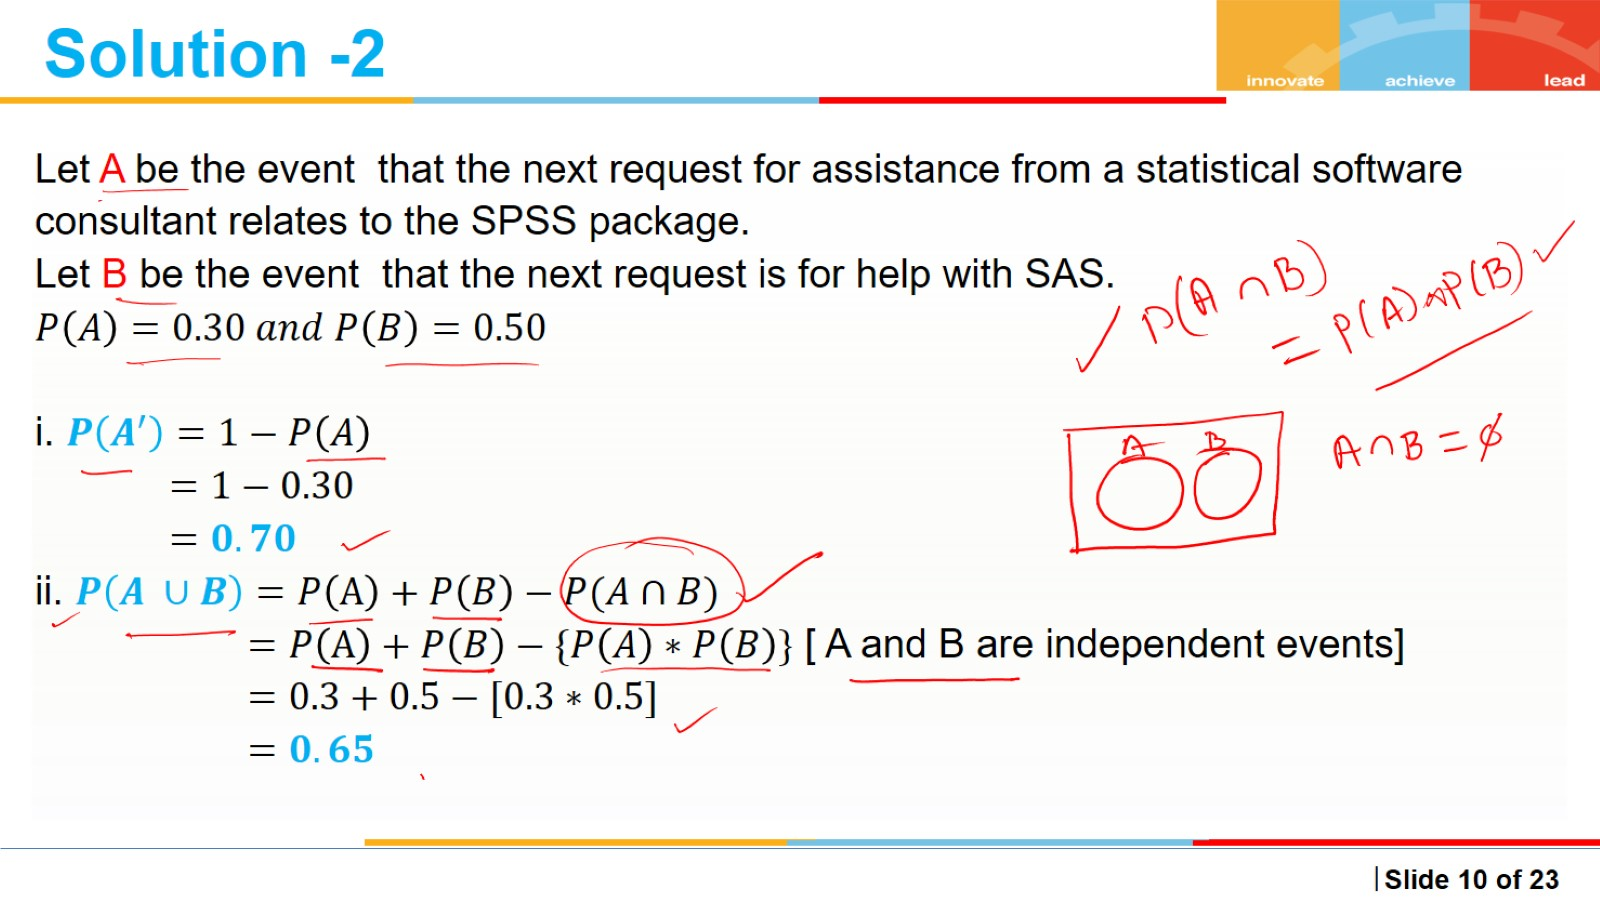 Solution -2
innovate achieve lead
Let A be the event that the next request for assistance from a statistical software
consultant relates to the SPSS package.
Let B be the event that the next request is for help with SAS.
P(A) = 0.30 and P(B) = 0.50
P(A ∩ B)
= P(A) * P(B)
i. P(A′) = 1 − P(A)
= 1 − 0.30
= 0.70
A B
A ∩ B = ϕ
ii. P(A ∪ B) = P(A) + P(B) − P(A ∩ B)
= P(A) + P(B) − {P(A) ∗ P(B)} [ A and B are independent events]
= 0.3 + 0.5 − [0.3 ∗ 0.5]
= 0.65
Slide 10 of 23